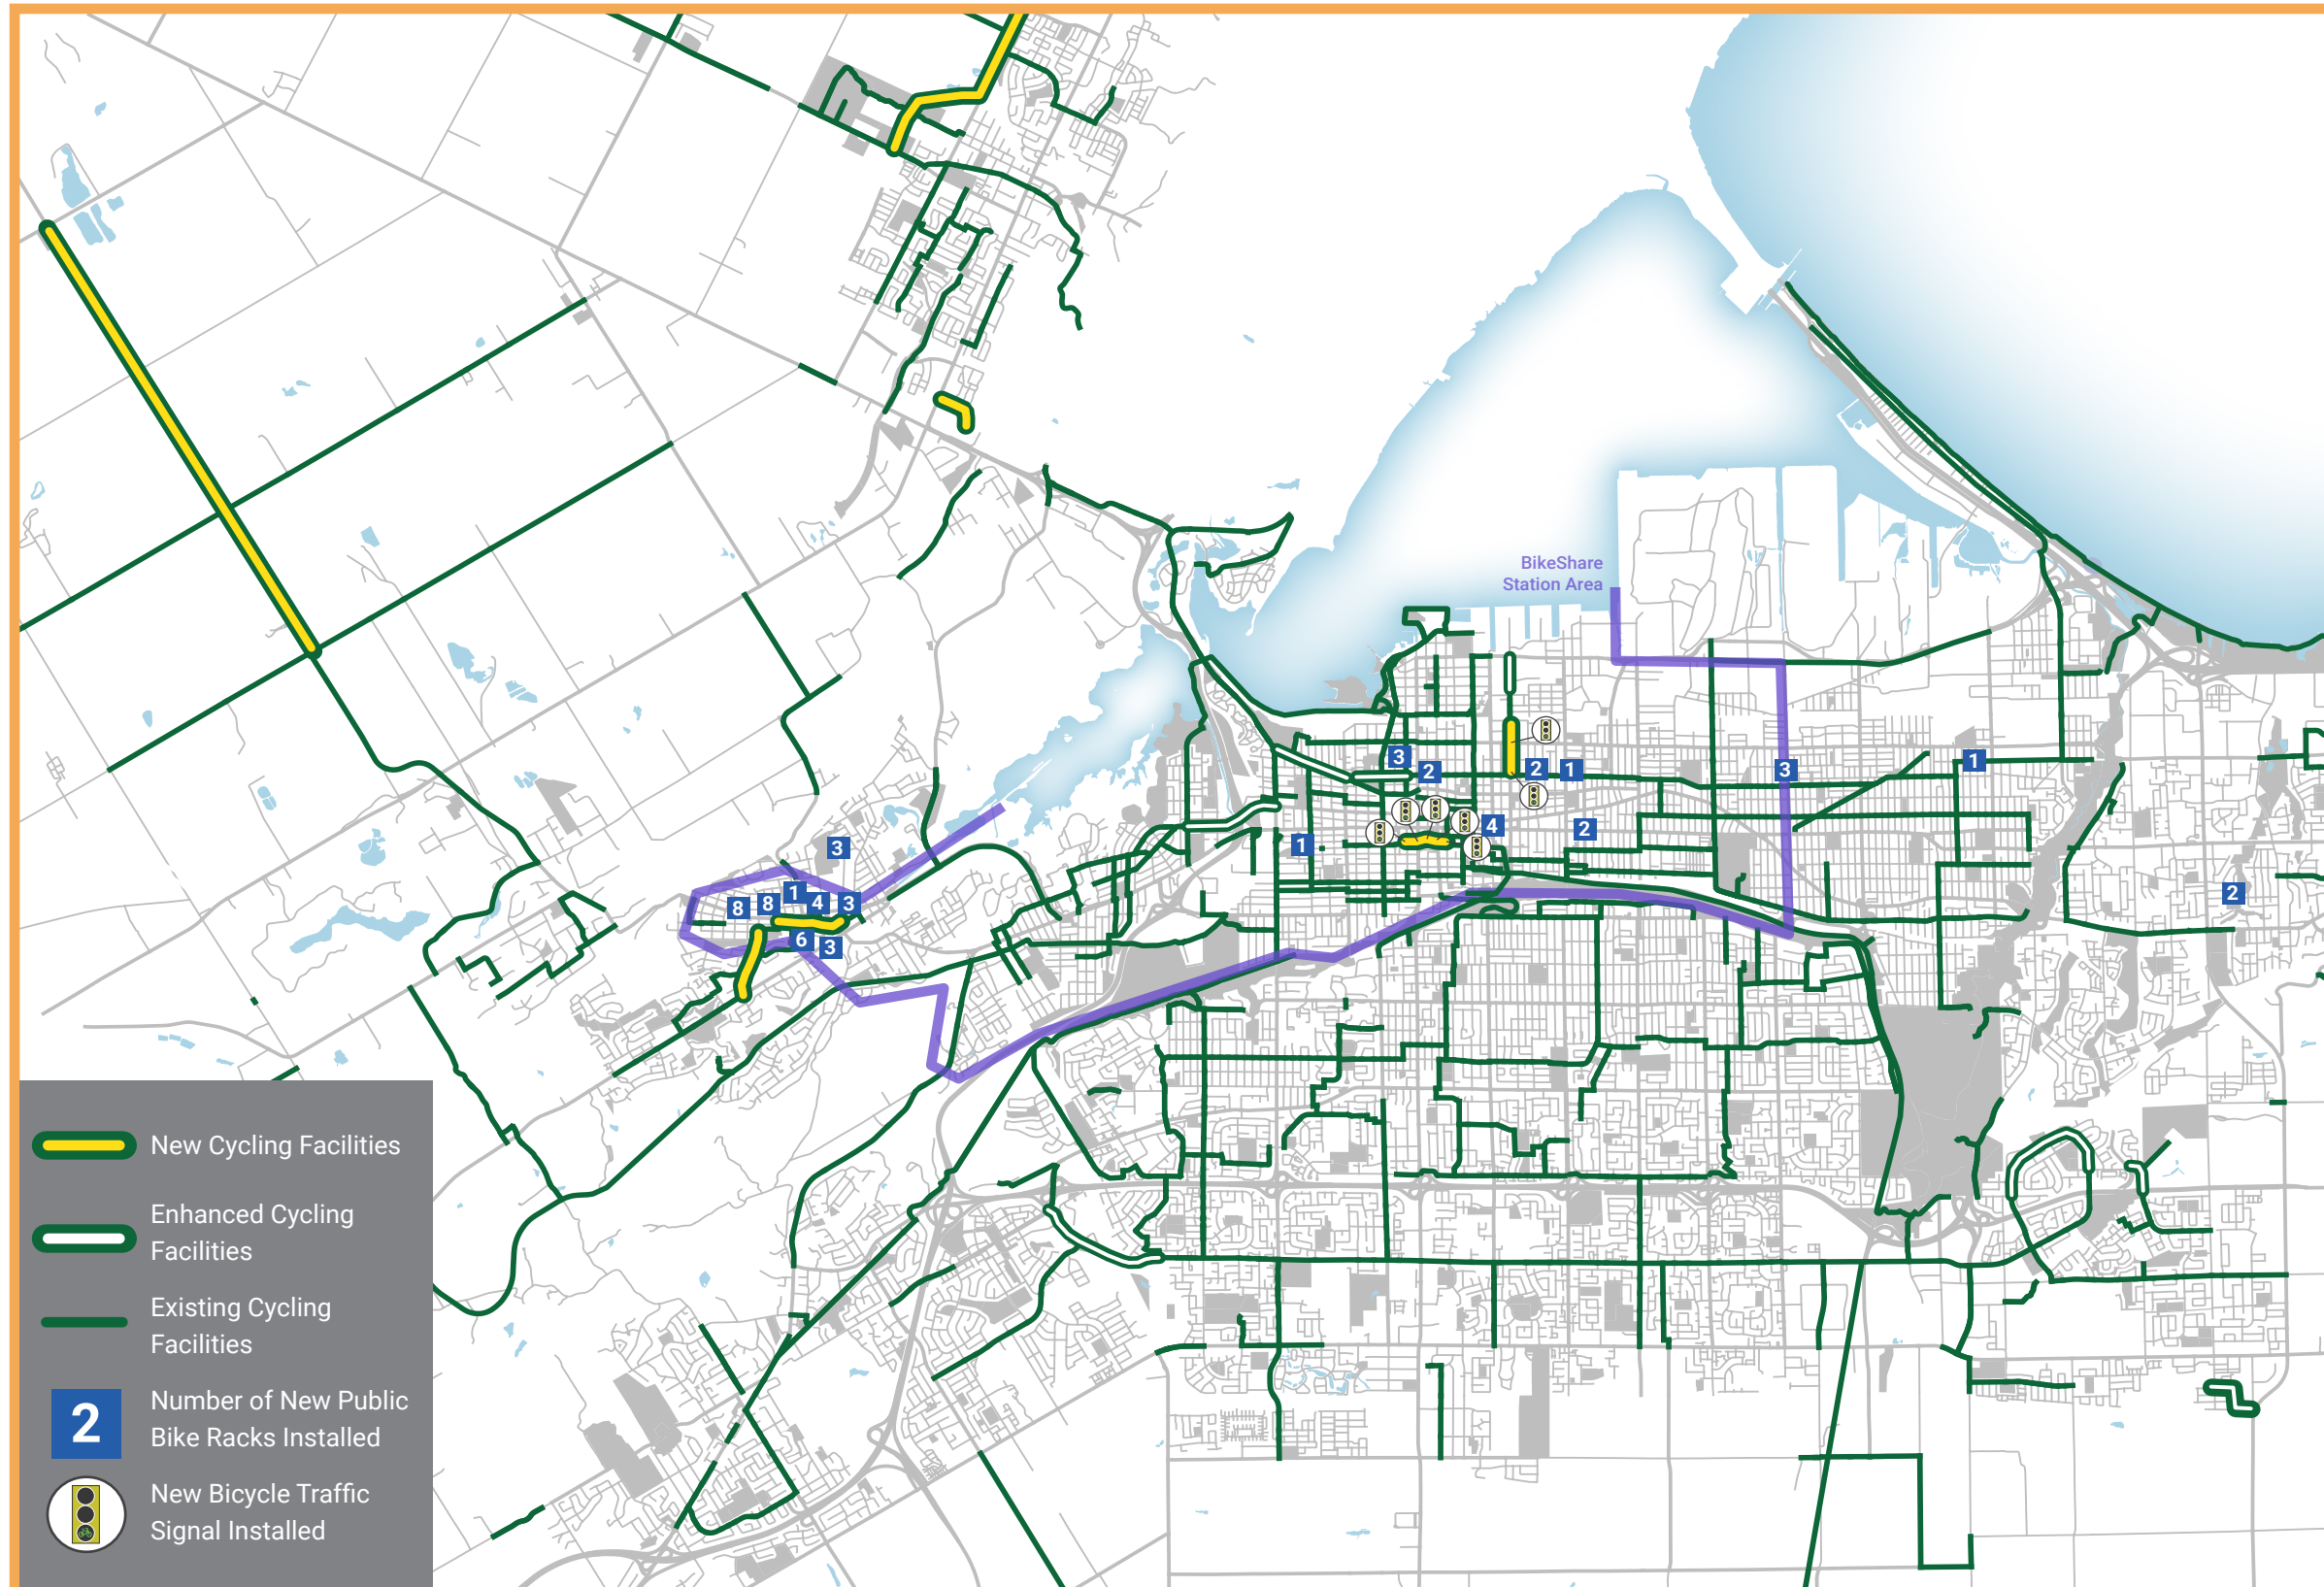 BikeShare
Station Area
3
2
2
1
3
1
4
2
1
2
3
1
8
8
4
3
6
3
New Cycling Facilities
Enhanced Cycling
Facilities
Existing Cycling
Facilities
2
Number of New Public
Bike Racks Installed
New Bicycle Traffic
Signal Installed